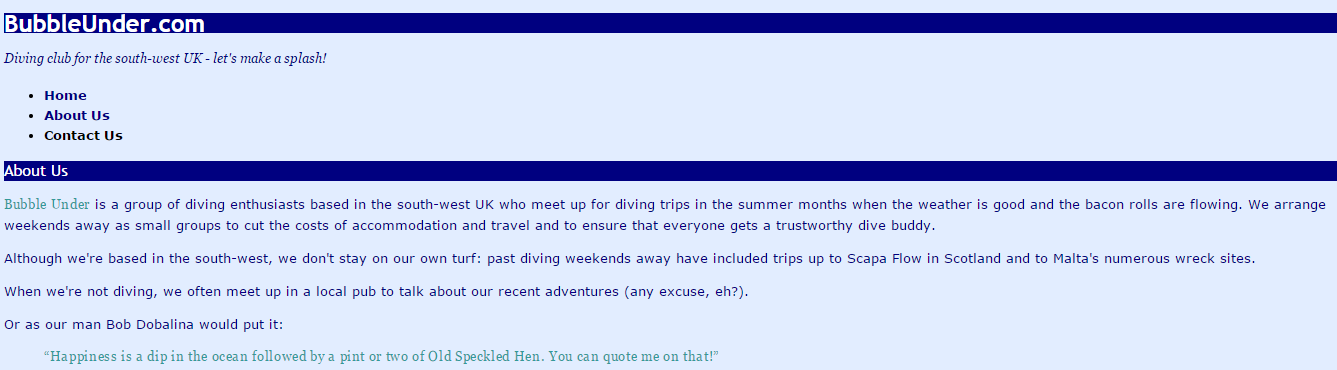 BubbleUnder.com
Diving club for the south-west UK - let's make a splash!
Home
About Us
Contact Us
About Us
Bubble Under is a group of diving enthusiasts based in the south-west UK who meet up for diving trips in the summer months when the weather is good and the bacon rolls are flowing. We arrange
weekends away as small groups to cut the costs of accommodation and travel and to ensure that everyone gets a trustworthy dive buddy.
Although we're based in the south-west, we don't stay on our own turf: past diving weekends away have included trips up to Scapa Flow in Scotland and to Malta's numerous wreck sites.
When we're not diving, we often meet up in a local pub to talk about our recent adventures (any excuse, eh?).
Or as our man Bob Dobalina would put it:
“Happiness is a dip in the ocean followed by a pint or two of Old Speckled Hen. You can quote me on that!”